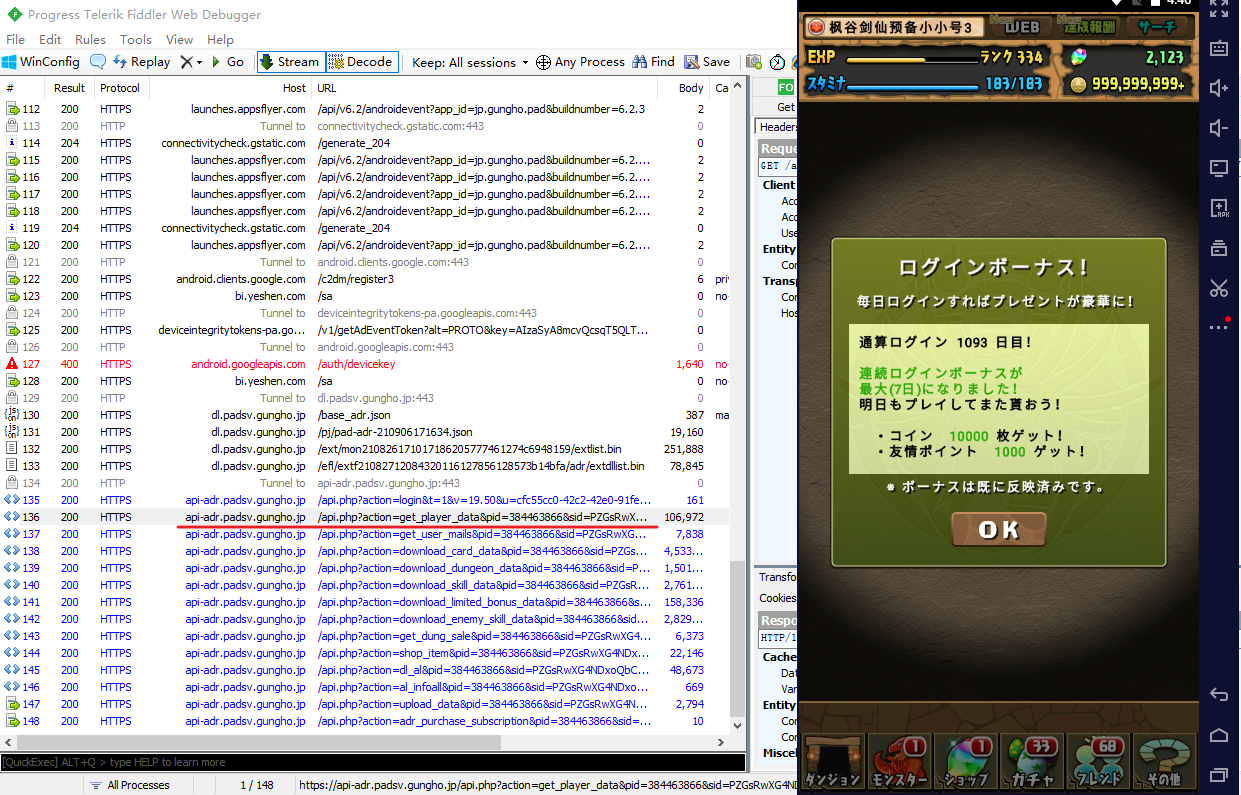 Progress Telerik Fiddler Web Debugger
File Edit Rules Tools View Help
WinConfig Replay Go Stream Decode Keep: All sessions Any Process Find Save
# Result Protocol Host URL Body Ca
112 200 HTTPS launches.appsflyer.com /api/v6.2/androidevent?app_id=jp.gungho.pad&buildnumber=6.2.3 2
113 200 HTTP Tunnel to connectivitycheck.gstatic.com:443 0
114 204 HTTPS connectivitycheck.gstatic.com /generate_204 0
115 200 HTTPS launches.appsflyer.com /api/v6.2/androidevent?app_id=jp.gungho.pad&buildnumber=6.2.... 2
116 200 HTTPS launches.appsflyer.com /api/v6.2/androidevent?app_id=jp.gungho.pad&buildnumber=6.2.... 2
117 200 HTTPS launches.appsflyer.com /api/v6.2/androidevent?app_id=jp.gungho.pad&buildnumber=6.2.... 2
118 200 HTTPS launches.appsflyer.com /api/v6.2/androidevent?app_id=jp.gungho.pad&buildnumber=6.2.... 2
119 204 HTTPS connectivitycheck.gstatic.com /generate_204 0
120 200 HTTPS launches.appsflyer.com /api/v6.2/androidevent?app_id=jp.gungho.pad&buildnumber=6.2.... 2
121 200 HTTP Tunnel to android.clients.google.com:443 0
122 200 HTTPS android.clients.google.com /c2dm/register3 6 pri
123 200 HTTPS bi.yeshen.com /sa 0 no-
124 200 HTTP Tunnel to deviceintegritytokens-pa.googleapis.com:443 0
125 200 HTTPS deviceintegritytokens-pa.go... /v1/getAdEventToken?alt=PROTO&key=AIzaSyA8mcvQcsqT5QLT... 0 no-
126 200 HTTP Tunnel to android.googleapis.com:443 0
127 400 HTTPS android.googleapis.com /auth/devicekey 1,640 no-
128 200 HTTPS bi.yeshen.com /sa 0 no-
129 200 HTTP Tunnel to dl.padsv.gungho.jp:443 0
130 200 HTTPS dl.padsv.gungho.jp /base_adr.json 387 ma
131 200 HTTPS dl.padsv.gungho.jp /pj/pad-adr-210906171634.json 19,160
132 200 HTTPS dl.padsv.gungho.jp /ext/mon210826171017186205777461274c6948159/extlist.bin 251,888
133 200 HTTPS dl.padsv.gungho.jp /efl/extf210827120843201161278561285​73b14bfa/adr/extdllist.bin 78,845
134 200 HTTP Tunnel to api-adr.padsv.gungho.jp:443 0
135 200 HTTPS api-adr.padsv.gungho.jp /api.php?action=login&t=1&v=19.50&u=cfc55cc0-42c2-42e0-91fe... 161
136 200 HTTPS api-adr.padsv.gungho.jp /api.php?action=get_player_data&pid=384463866&sid=PZGsRwX... 106,972
137 200 HTTPS api-adr.padsv.gungho.jp /api.php?action=get_user_mails&pid=384463866&sid=PZGsRwXG... 7,838
138 200 HTTPS api-adr.padsv.gungho.jp /api.php?action=download_card_data&pid=384463866&sid=PZGs... 4,533...
139 200 HTTPS api-adr.padsv.gungho.jp /api.php?action=download_dungeon_data&pid=384463866&sid=... 1,501...
140 200 HTTPS api-adr.padsv.gungho.jp /api.php?action=download_skill_data&pid=384463866&sid=PZGsR... 2,761...
141 200 HTTPS api-adr.padsv.gungho.jp /api.php?action=download_limited_bonus_data&pid=384463866&s... 158,336
142 200 HTTPS api-adr.padsv.gungho.jp /api.php?action=download_enemy_skill_data&pid=384463866&sid... 2,829...
143 200 HTTPS api-adr.padsv.gungho.jp /api.php?action=get_dung_sale&pid=384463866&sid=PZGsRwXG4... 6,373
144 200 HTTPS api-adr.padsv.gungho.jp /api.php?action=shop_item&pid=384463866&sid=PZGsRwXG4NDx... 22,146
145 200 HTTPS api-adr.padsv.gungho.jp /api.php?action=dl_al&pid=384463866&sid=PZGsRwXG4NDxoQbC... 48,673
146 200 HTTPS api-adr.padsv.gungho.jp /api.php?action=al_infoall&pid=384463866&sid=PZGsRwXG4NDxo... 669
147 200 HTTPS api-adr.padsv.gungho.jp /api.php?action=upload_data&pid=384463866&sid=PZGsRwXG4N... 2,794
148 200 HTTPS api-adr.padsv.gungho.jp /api.php?action=adr_purchase_subscription&pid=384463866&sid=... 10
[QuickExec] ALT+Q > type HELP to learn more
All Processes 1 / 148 https://api-adr.padsv.gungho.jp/api.php?action=get_player_data&pid=384463866&sid=PZGsRwXG4ND
FO
Get
Headers
Reque
GET /a
Client
Acc
Acc
Use
Entity
Con
Transp
Con
Hos
Transfo
Cookies
Respo
HTTP/1
Cache
Dat
Var
Entity
Con
Con
Miscel
4:46
枫谷剑仙预备小小号3 New WEB New 達成報酬 サーチ
EXP ランク 334 2,123
スタミナ 183/183 999,999,999+
ログインボーナス!
毎日ログインすればプレゼントが豪華に!
通算ログイン 1093 日目!
連続ログインボーナスが
最大(7日)になりました!
明日もプレイしてまた貰おう!
・コイン 10000 枚ゲット!
・友情ポイント 1000 ゲット!
※ ボーナスは既に反映済みです。
OK
1 1 33 68
ダンジョン モンスター ショップ ガチャ フレンド その他
APK